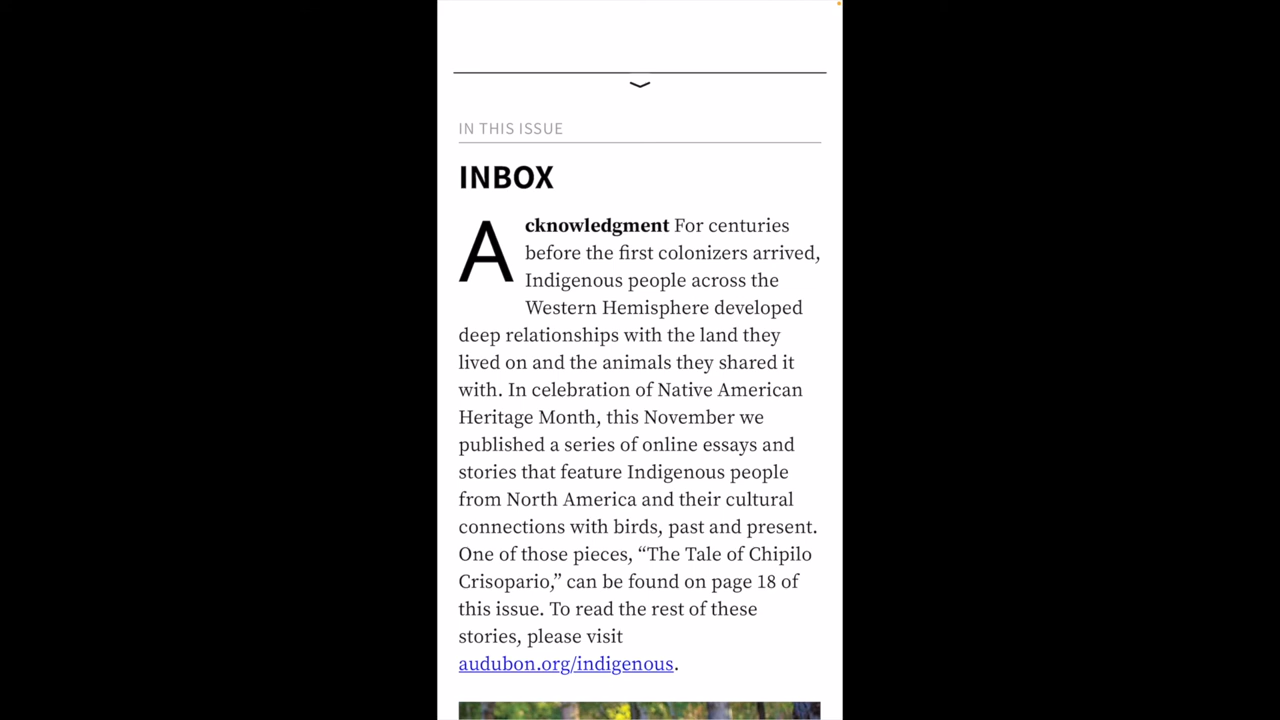 IN THIS ISSUE
INBOX
Acknowledgment For centuries
before the first colonizers arrived,
Indigenous people across the
Western Hemisphere developed
deep relationships with the land they
lived on and the animals they shared it
with. In celebration of Native American
Heritage Month, this November we
published a series of online essays and
stories that feature Indigenous people
from North America and their cultural
connections with birds, past and present.
One of those pieces, “The Tale of Chipilo
Crisopario,” can be found on page 18 of
this issue. To read the rest of these
stories, please visit
audubon.org/indigenous.